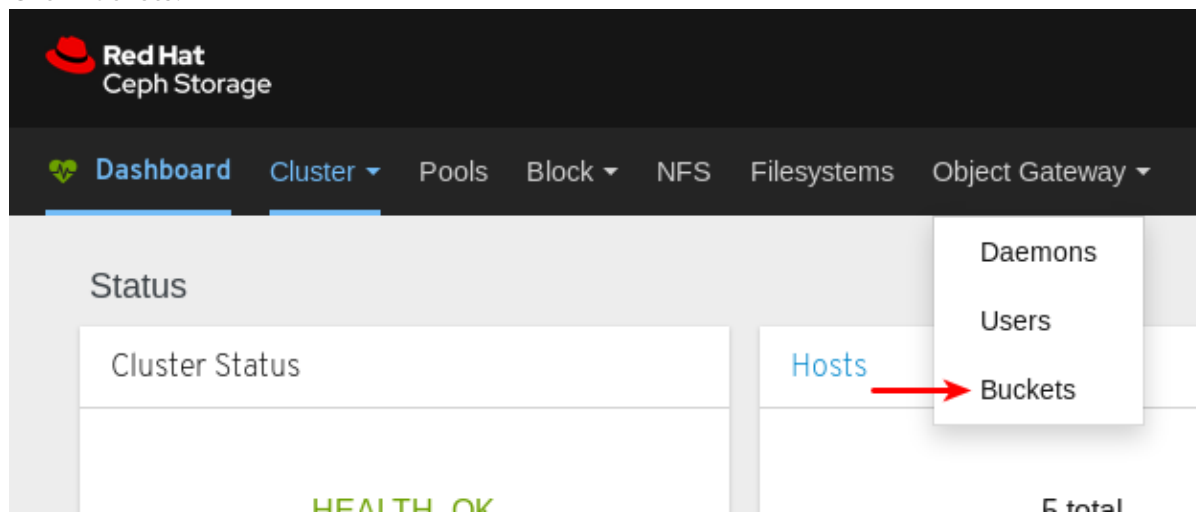 Red Hat
Ceph Storage
Dashboard Cluster Pools Block NFS Filesystems Object Gateway
Daemons
Status
Users
Cluster Status Hosts
Buckets
HEALTH_OK 5 total